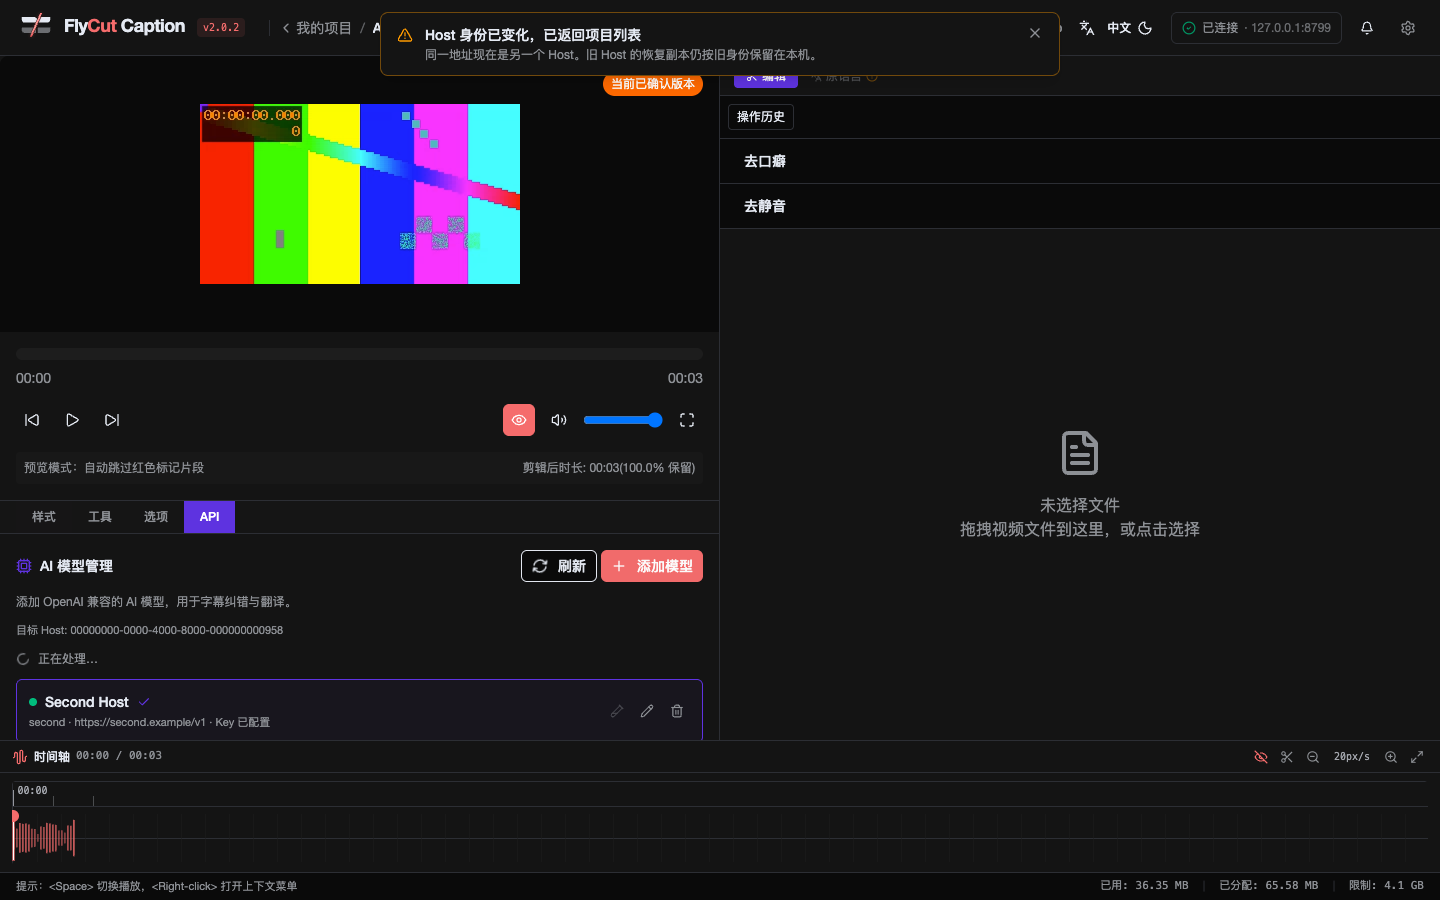 FlyCut Caption v2.0.2
我的项目 / A
Host 身份已变化，已返回项目列表
同一地址现在是另一个 Host。旧 Host 的恢复副本仍按旧身份保留在本机。
中文
已连接 · 127.0.0.1:8799
当前已确认版本
编辑
原语言
00:00:00.000
0
操作历史
去口癖
去静音
00:00
00:03
预览模式：自动跳过红色标记片段
剪辑后时长: 00:03(100.0% 保留)
未选择文件
拖拽视频文件到这里，或点击选择
样式
工具
选项
API
AI 模型管理
刷新
添加模型
添加 OpenAI 兼容的 AI 模型，用于字幕纠错与翻译。
目标 Host: 00000000-0000-4000-8000-000000000958
正在处理...
Second Host
second · https://second.example/v1 · Key 已配置
时间轴 00:00 / 00:03
20px/s
00:00
提示：<Space> 切换播放，<Right-click> 打开上下文菜单
已用: 36.35 MB
已分配: 65.58 MB
限制: 4.1 GB